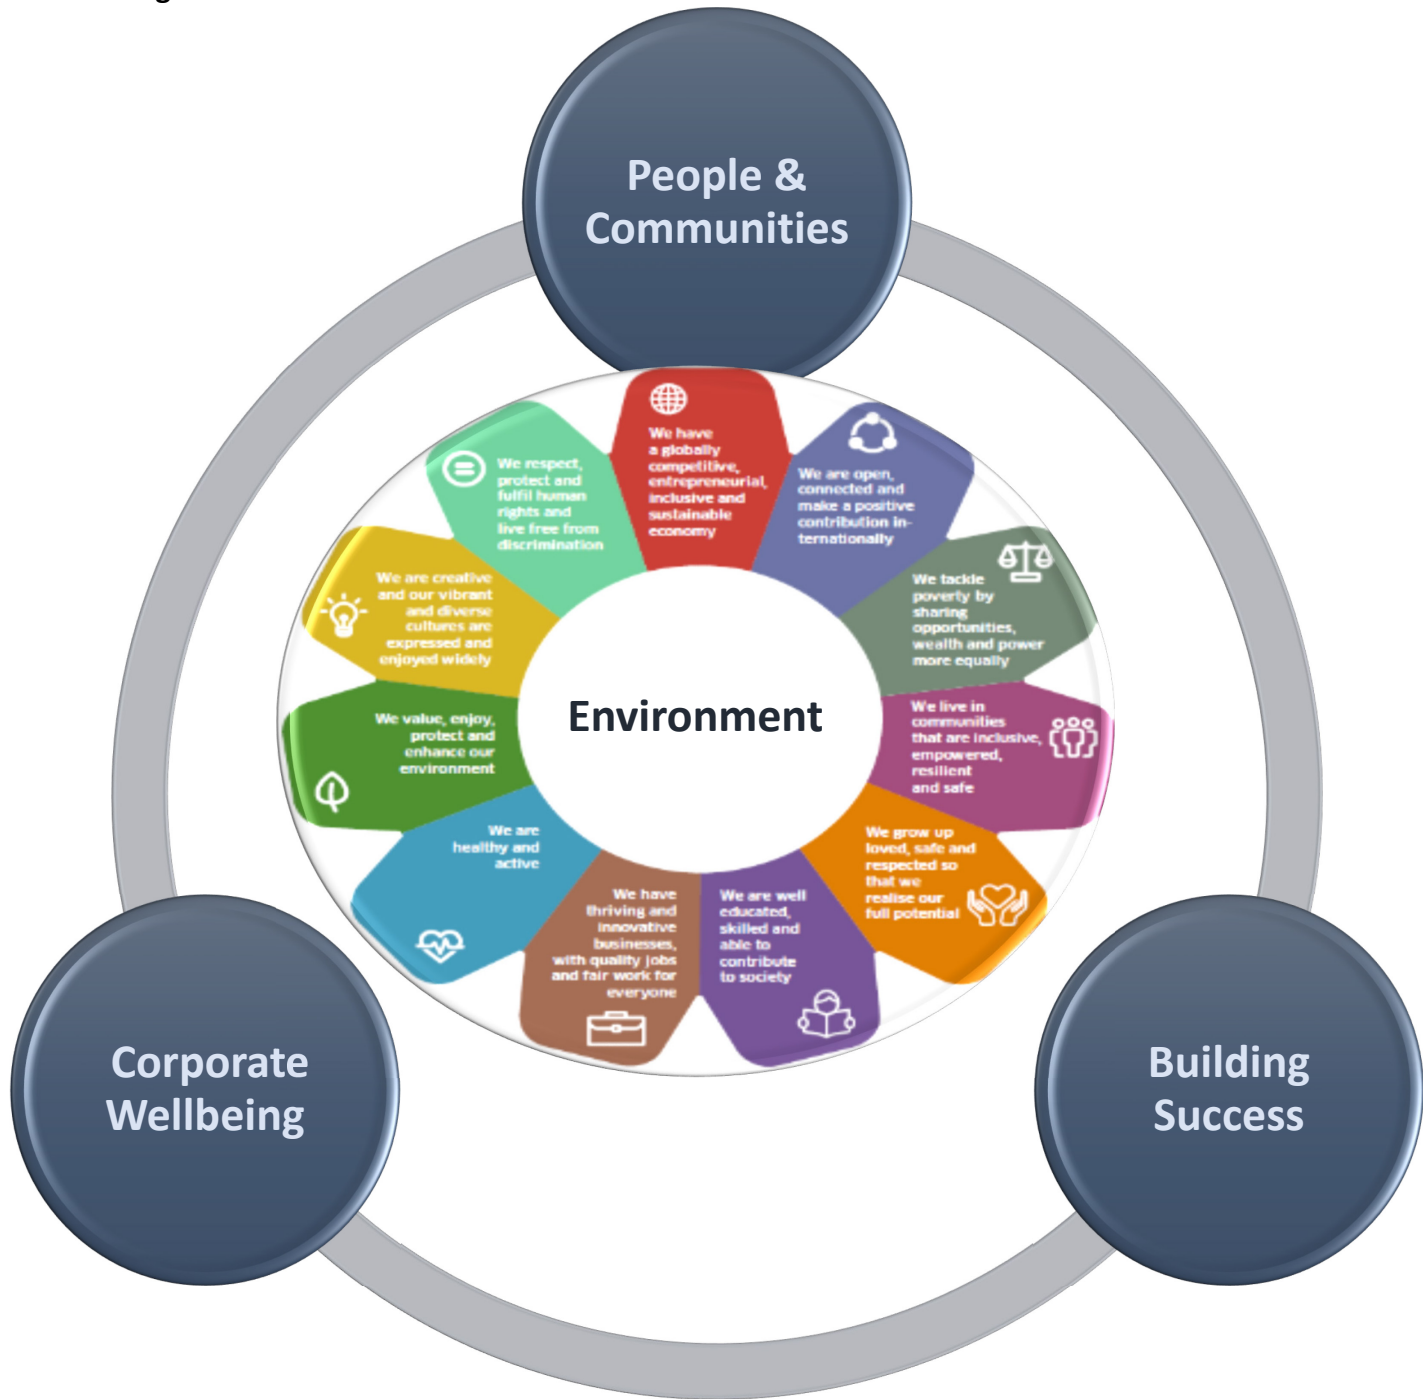 People &
Communities
We have
a globally
competitive,
entrepreneurial,
inclusive and
sustainable
economy
We are open,
connected and
make a positive
contribution in-
ternationally
We tackle
poverty by
sharing
opportunities,
wealth and power
more equally
We live in
communities
that are inclusive,
empowered,
resilient
and safe
We grow up
loved, safe and
respected so
that we
realise our
full potential
We are well
educated,
skilled and
able to
contribute
to society
We have
thriving and
innovative
businesses,
with quality jobs
and fair work for
everyone
We are
healthy and
active
We value, enjoy,
protect and
enhance our
environment
We are creative
and our vibrant
and diverse
cultures are
expressed and
enjoyed widely
We respect,
protect and
fulfil human
rights and
live free from
discrimination
Environment
Corporate
Wellbeing
Building
Success